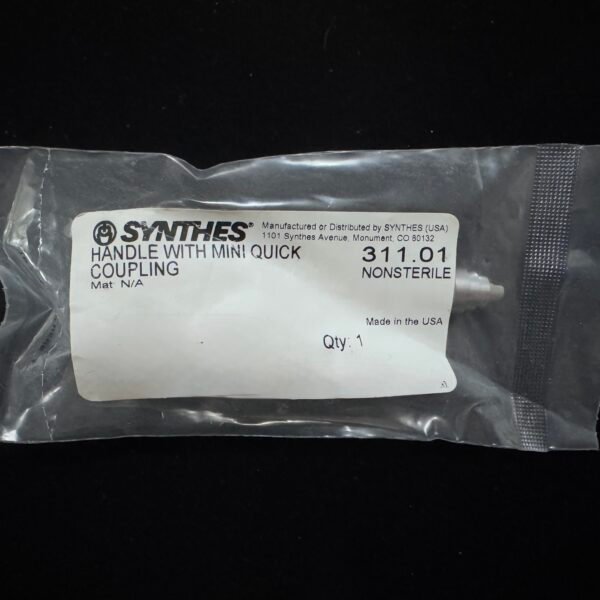 SYNTHES®
Manufactured or Distributed by SYNTHES (USA)
1101 Synthes Avenue, Monument, CO 80132
HANDLE WITH MINI QUICK
COUPLING
311.01
NONSTERILE
Mat N/A
Made in the USA
Qty: 1